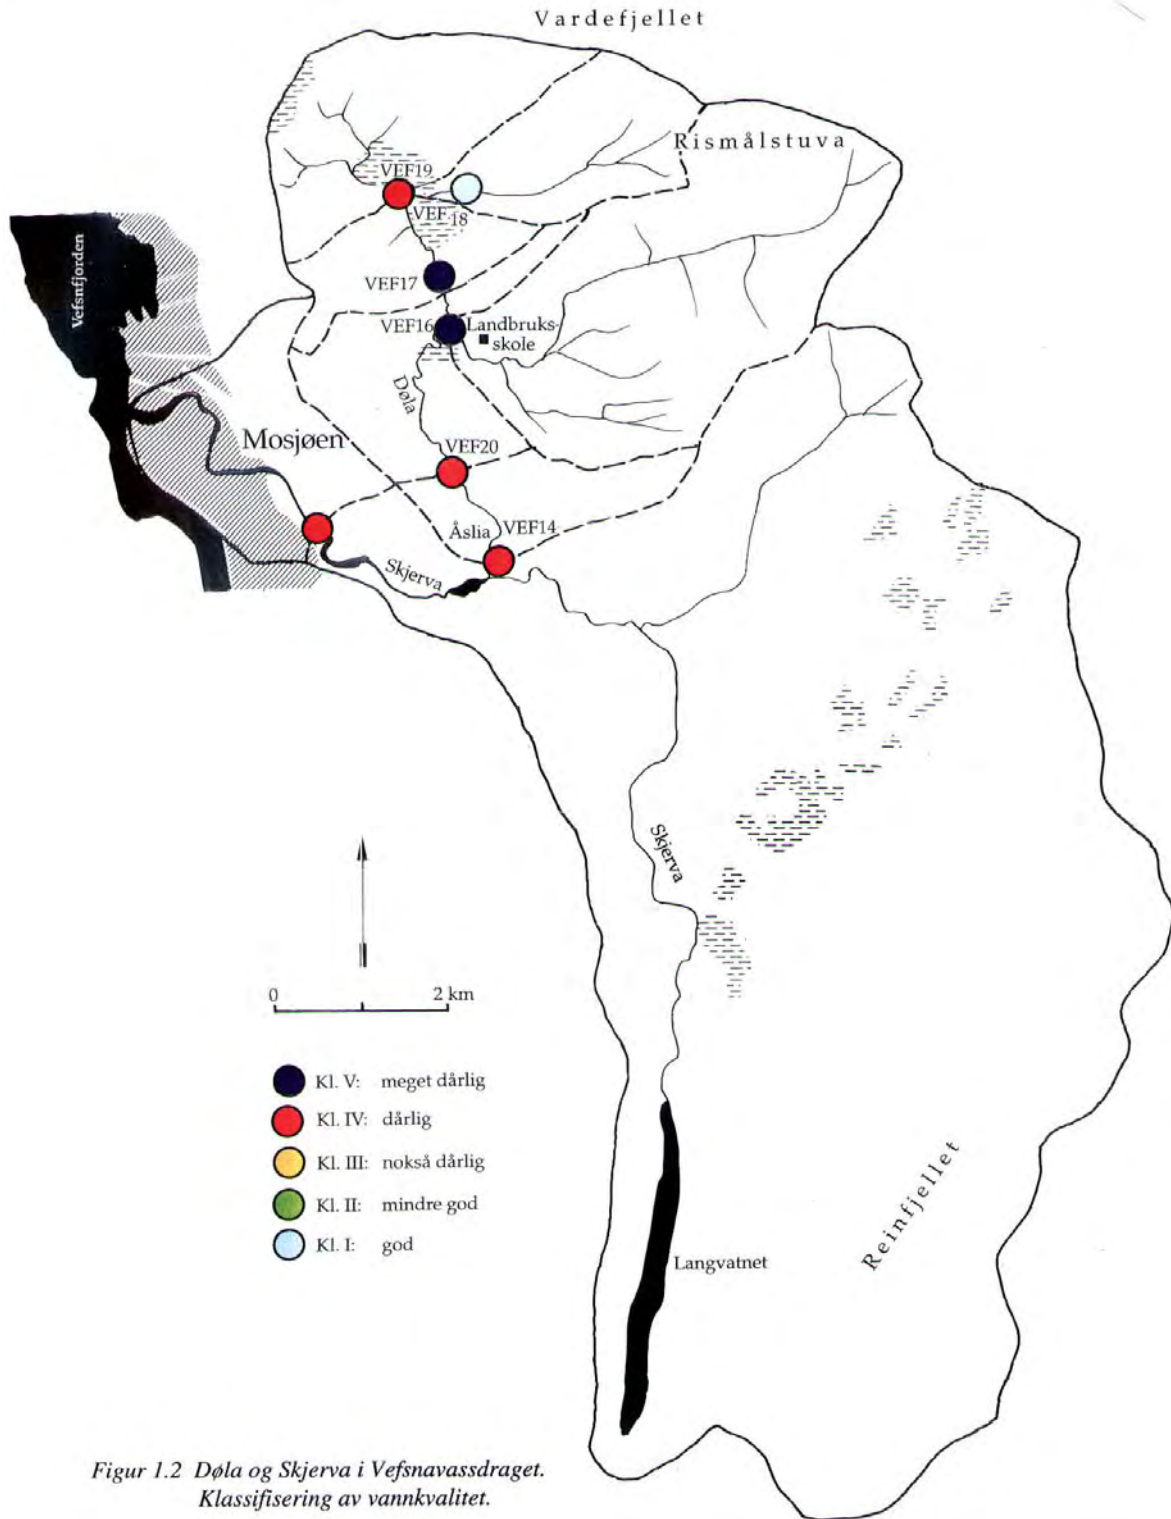 Vardefjellet
Rismålstuva
VEF19
VEF 18
Vefsnfjorden
VEF17
VEF16
Landbruks-
skole
Døla
Mosjøen
VEF20
Åslia
VEF14
Skjerva
Skjerva
0 2 km
Kl. V: meget dårlig
Kl. IV: dårlig
Kl. III: nokså dårlig
Kl. II: mindre god
Kl. I: god
Langvatnet
Reinfjellet
Figur 1.2 Døla og Skjerva i Vefsnavassdraget.
Klassifisering av vannkvalitet.